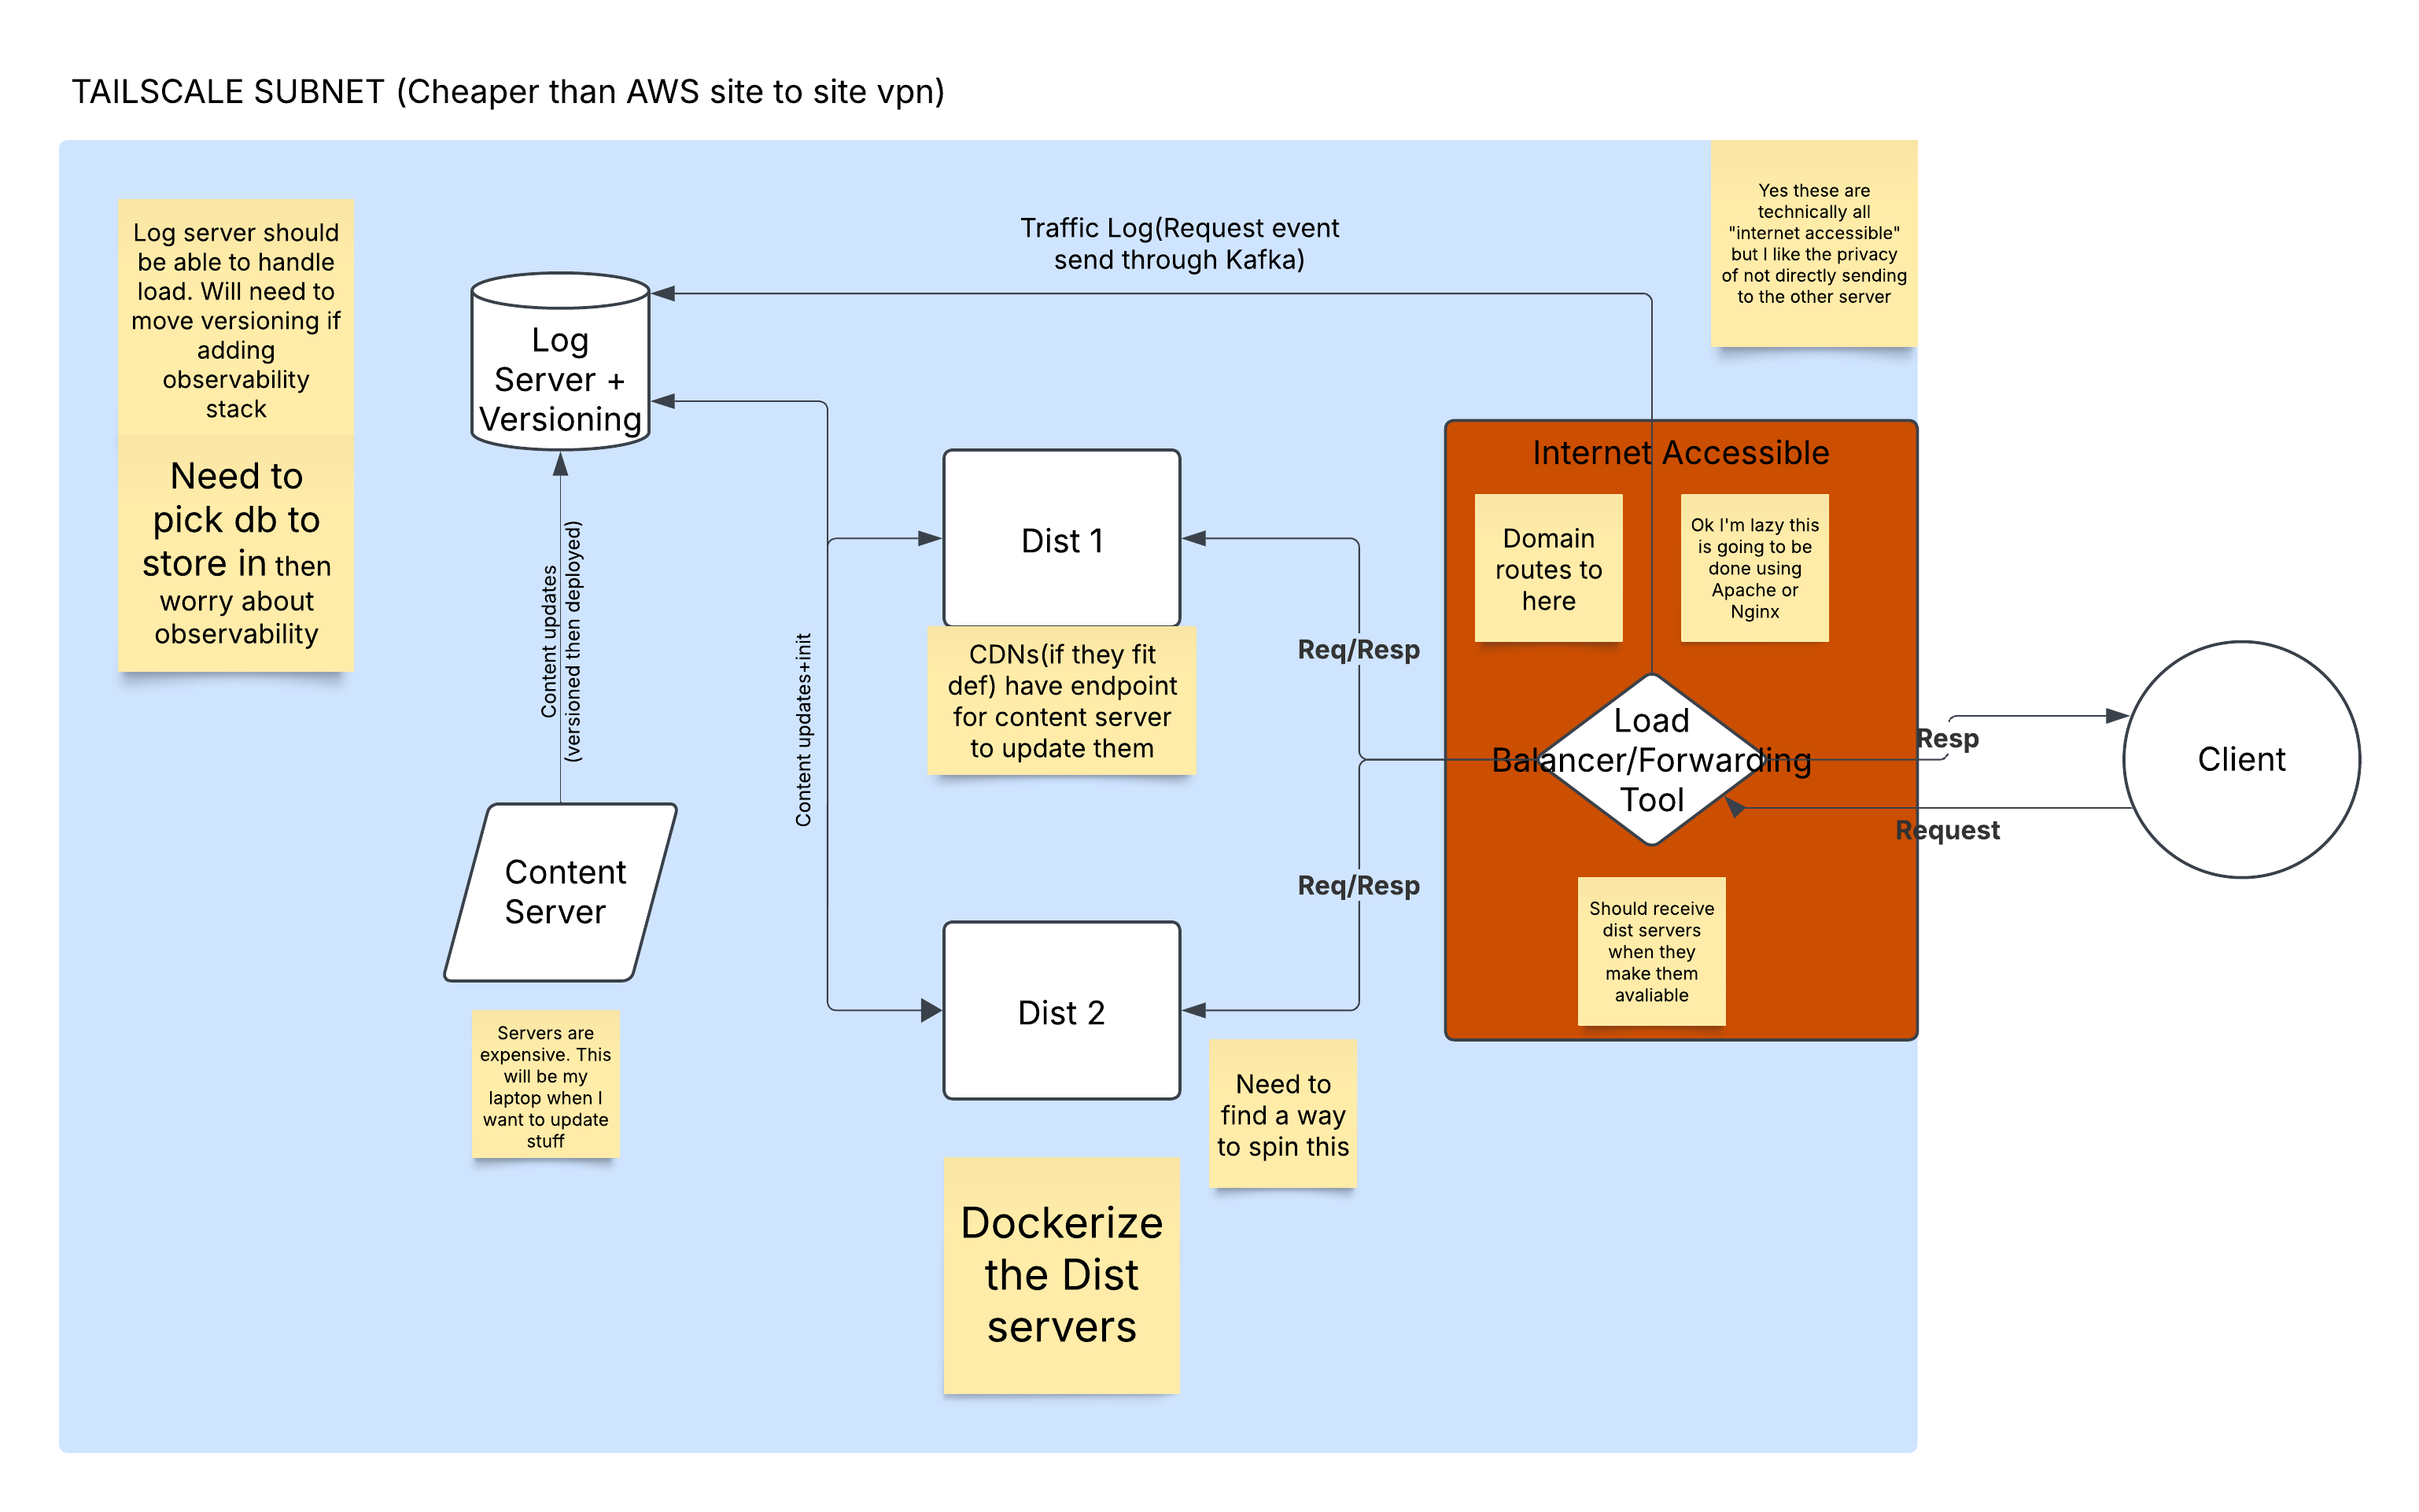 TAILSCALE SUBNET (Cheaper than AWS site to site vpn)
Yes these are
technically all
"internet accessible"
but I like the privacy
of not directly sending
to the other server
Log server should
be able to handle
load. Will need to
move versioning if
adding
observability
stack
Need to
pick db to
store in then
worry about
observability
Traffic Log(Request event
send through Kafka)
Log
Server +
Versioning
Content updates
(versioned then deployed)
Content updates+init
Content
Server
Servers are
expensive. This
will be my
laptop when I
want to update
stuff
Dist 1
CDNs(if they fit
def) have endpoint
for content server
to update them
Dist 2
Need to
find a way
to spin this
Dockerize
the Dist
servers
Req/Resp
Req/Resp
Internet Accessible
Domain
routes to
here
Ok I'm lazy this
is going to be
done using
Apache or
Nginx
Load
Balancer/Forwarding
Tool
Should receive
dist servers
when they
make them
avaliable
Resp
Request
Client